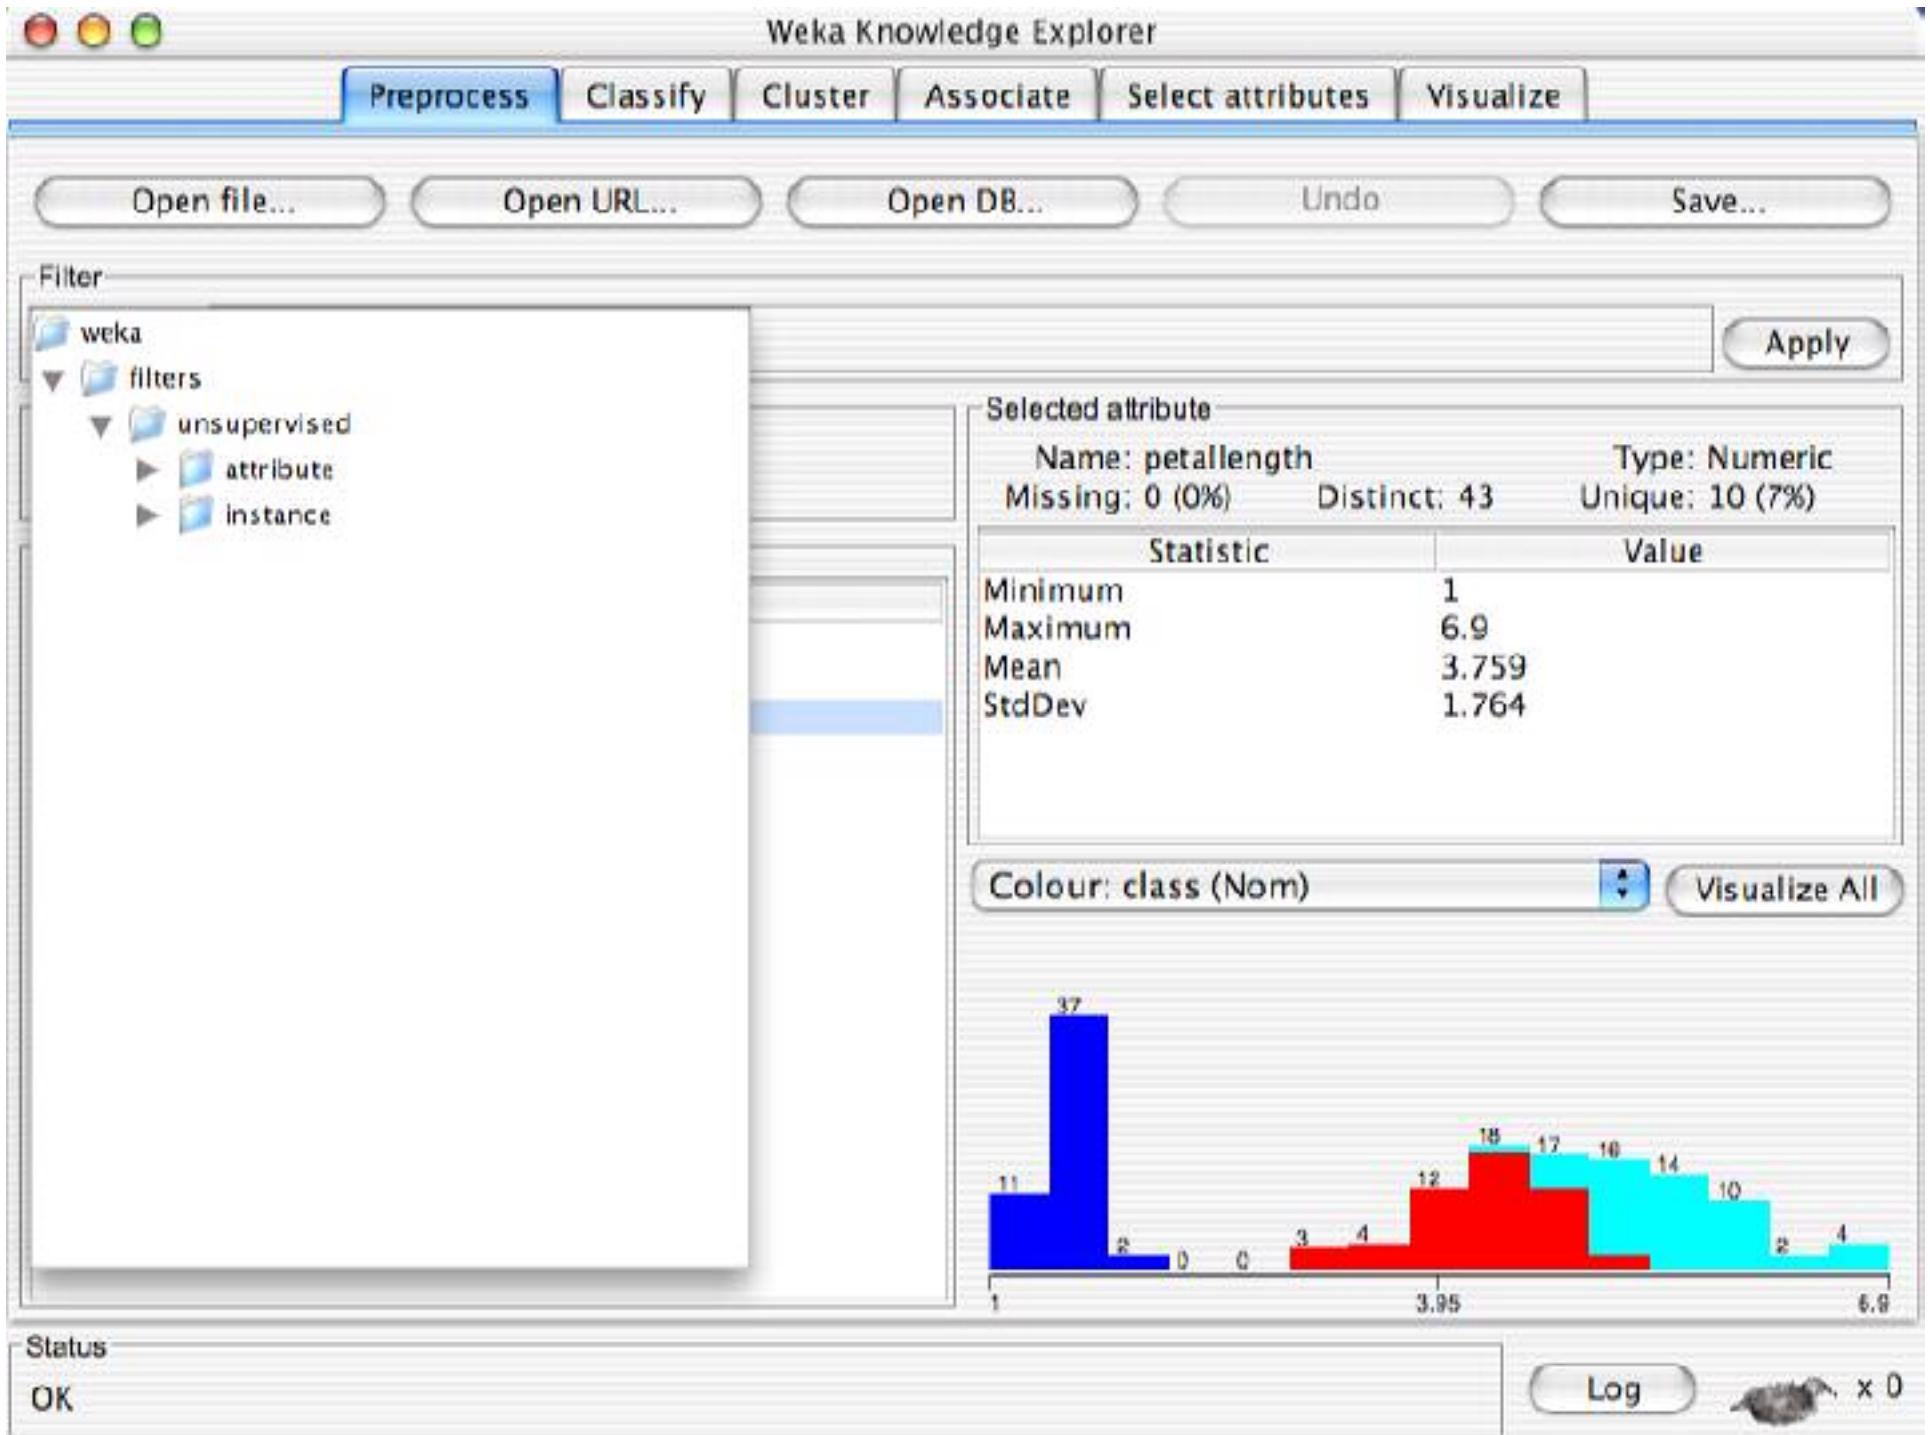 Weka Knowledge Explorer
Preprocess Classify Cluster Associate Select attributes Visualize
Open file... Open URL... Open DB... Undo Save...
Filter
weka
filters
unsupervised
attribute
instance
Apply
Selected attribute
Name: petallength Type: Numeric
Missing: 0 (0%) Distinct: 43 Unique: 10 (7%)
Statistic Value
Minimum 1
Maximum 6.9
Mean 3.759
StdDev 1.764
Colour: class (Nom) Visualize All
37
18 17 16 14
11 12 10
2 0 0 3 4 2 4
1 3.95 6.9
Status
OK
Log x 0